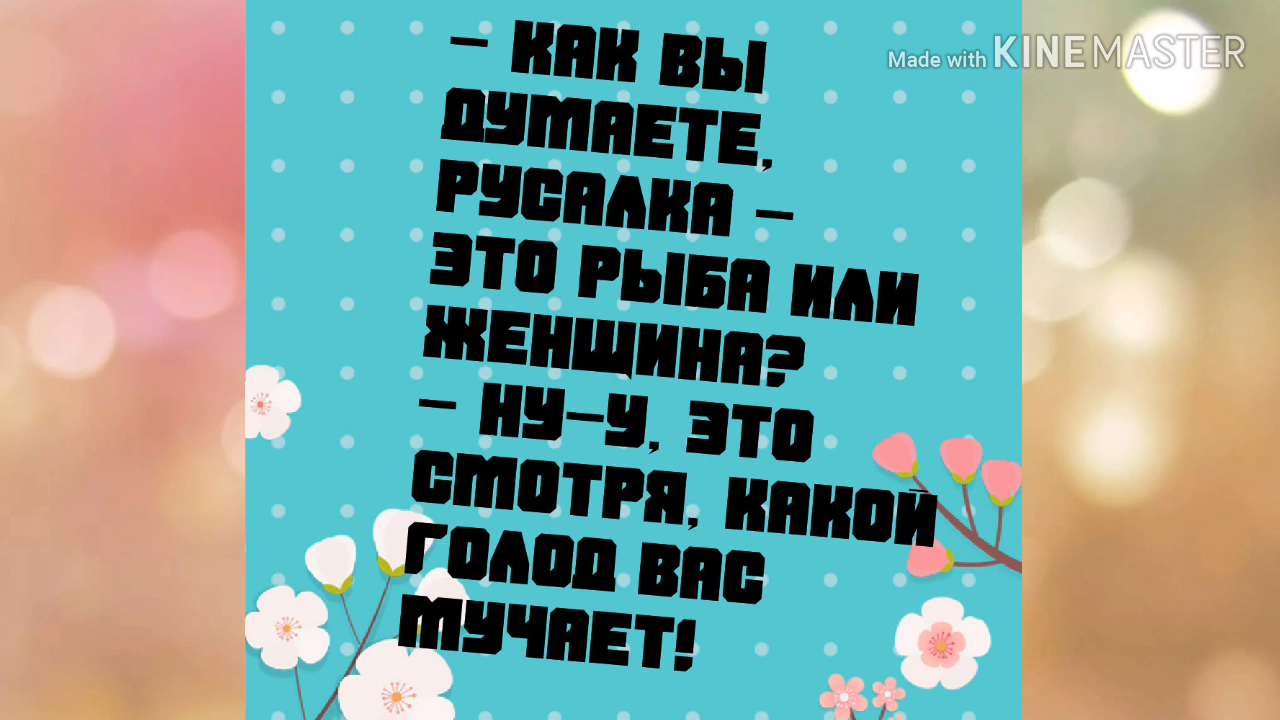 Made with KINEMASTER
– КАК ВЫ
ДУМАЕТЕ,
РУСАЛКА –
ЭТО РЫБА ИЛИ
ЖЕНЩИНА?
– НУ-У, ЭТО
СМОТРЯ, КАКОЙ
ГОЛОД ВАС
МУЧАЕТ!